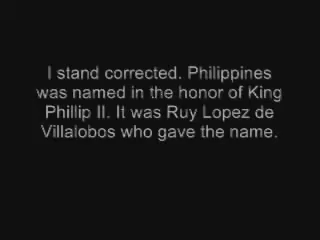 I stand corrected. Philippines
was named in the honor of King
Phillip II. It was Ruy Lopez de
Villalobos who gave the name.